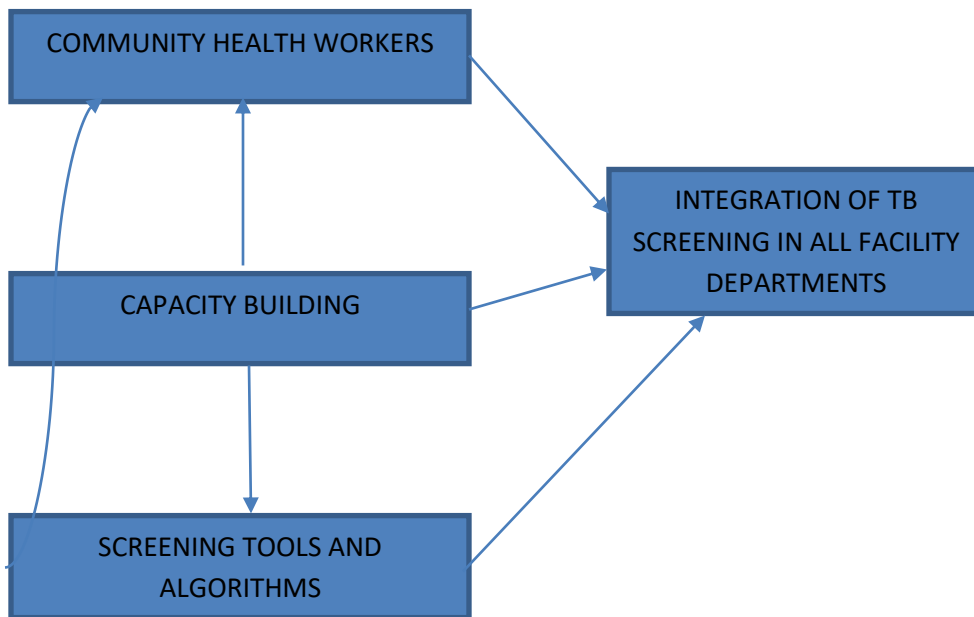 COMMUNITY HEALTH WORKERS
INTEGRATION OF TB
SCREENING IN ALL FACILITY
DEPARTMENTS
CAPACITY BUILDING
SCREENING TOOLS AND
ALGORITHMS